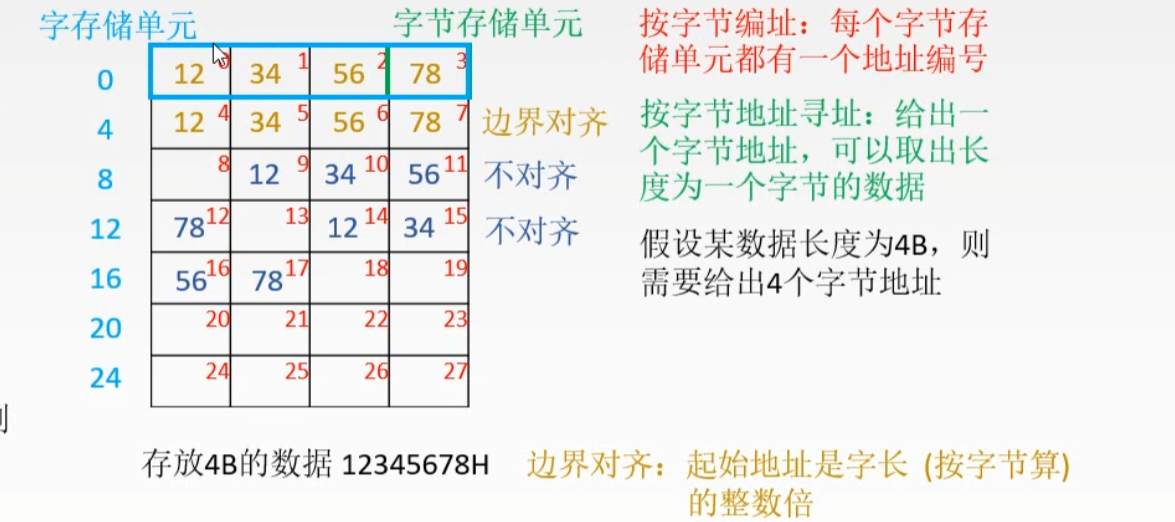 字存储单元 字节存储单元
0 12 0 34 1 56 2 78 3
4 12 4 34 5 56 6 78 7 边界对齐
8 8 12 9 34 10 56 11 不对齐
12 78 12 13 12 14 34 15 不对齐
16 56 16 78 17 18 19
20 20 21 22 23
24 24 25 26 27
按字节编址：每个字节存
储单元都有一个地址编号
按字节地址寻址：给出一
个字节地址，可以取出长
度为一个字节的数据
假设某数据长度为4B，则
需要给出4个字节地址
存放4B的数据 12345678H
边界对齐：起始地址是字长 (按字节算)
的整数倍